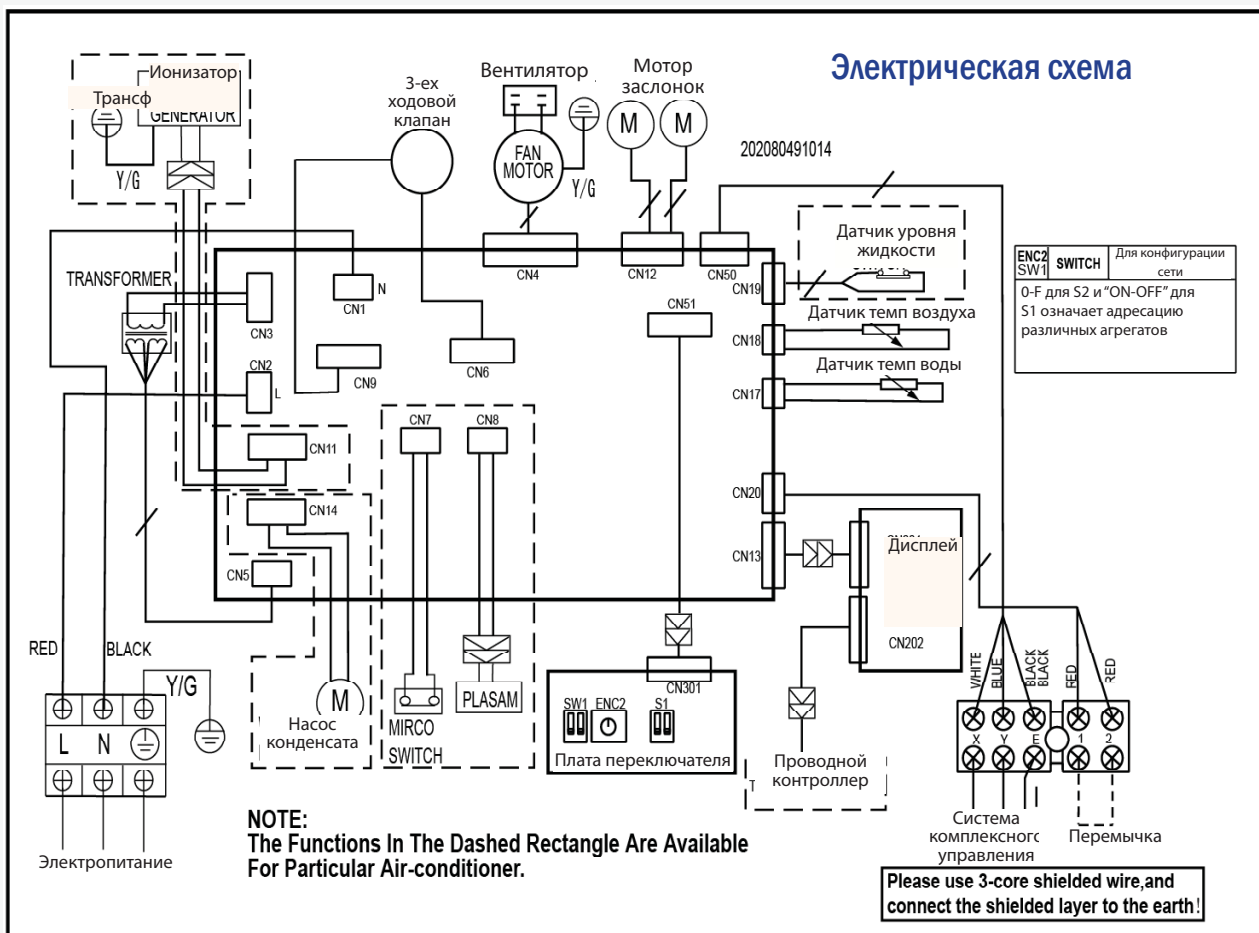 Электрическая схема
Ионизатор
Трансф
GENERATOR
Y/G
3-ех
ходовой
клапан
Вентилятор
FAN
MOTOR
Y/G
Мотор
заслонок
M
M
202080491014
Датчик уровня
жидкости
ENC2
SW1
SWITCH
Для конфигурации
сети
0-F для S2 и “ON-OFF” для
S1 означает адресацию
различных агрегатов
TRANSFORMER
CN3
CN1
N
CN4
CN12
CN50
CN19
CN51
Датчик темп воздуха
CN18
Датчик темп воды
CN17
CN2
L
CN9
CN6
CN7
CN8
CN11
CN14
CN5
CN20
CN13
Дисплей
CN202
RED
BLACK
Y/G
L
N
Электропитание
M
Насос
конденсата
MIRCO
SWITCH
PLASAM
CN301
SW1
ENC2
S1
Плата переключателя
Проводной
контроллер
WHITE
BLUE
BLACK
BLACK
RED
RED
X
Y
E
1
2
Система
комплексного
управления
Перемычка
NOTE:
The Functions In The Dashed Rectangle Are Available
For Particular Air-conditioner.
Please use 3-core shielded wire,and
connect the shielded layer to the earth!